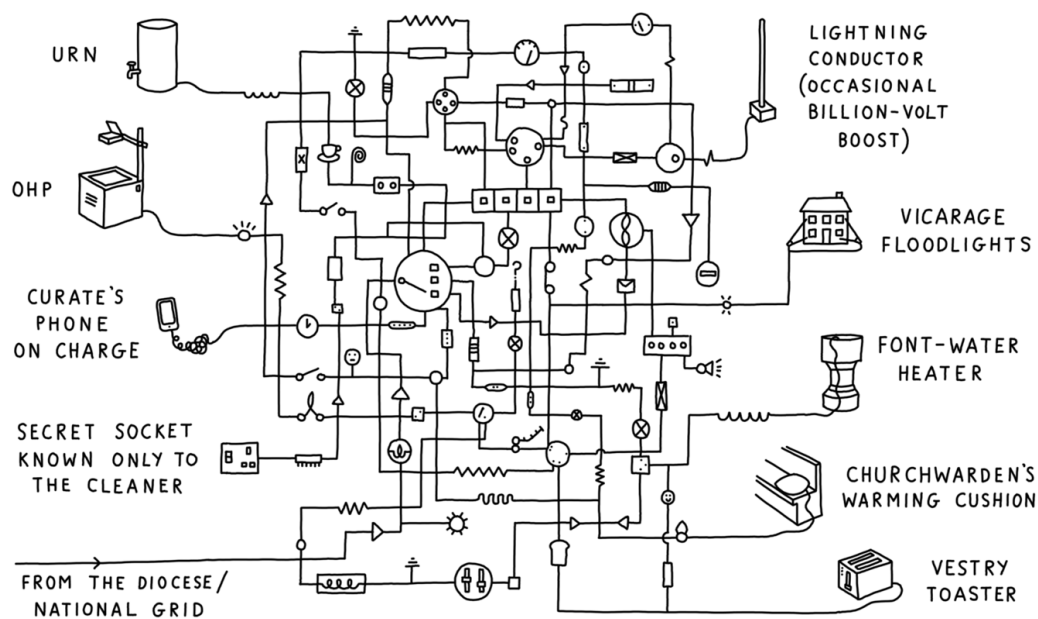 URN
LIGHTNING
CONDUCTOR
(OCCASIONAL
BILLION-VOLT
BOOST)
OHP
VICARAGE
FLOODLIGHTS
CURATE'S
PHONE
ON CHARGE
?
FONT-WATER
HEATER
SECRET SOCKET
KNOWN ONLY TO
THE CLEANER
CHURCHWARDEN'S
WARMING CUSHION
FROM THE DIOCESE/
NATIONAL GRID
VESTRY
TOASTER